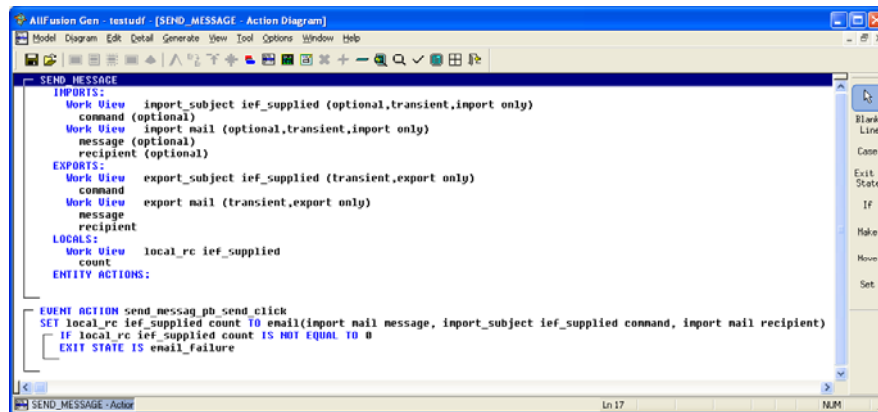 AllFusion Gen - testudf - [SEND_MESSAGE - Action Diagram]
Model Diagram Edit Detail Generate View Tool Options Window Help
SEND_MESSAGE
IMPORTS:
Work View import_subject ief_supplied (optional,transient,import only)
command (optional)
Work View import mail (optional,transient,import only)
message (optional)
recipient (optional)
EXPORTS:
Work View export_subject ief_supplied (transient,export only)
command
Work View export mail (transient,export only)
message
recipient
LOCALS:
Work View local_rc ief_supplied
count
ENTITY ACTIONS:
EVENT ACTION send_messag_pb_send_click
SET local_rc ief_supplied count TO email(import mail message, import_subject ief_supplied command, import mail recipient)
IF local_rc ief_supplied count IS NOT EQUAL TO 0
EXIT STATE IS email_failure
Blank
Line
Case
Exit
State
If
Make
Move
Set
SEND_MESSAGE - Action
Ln 17
NUM